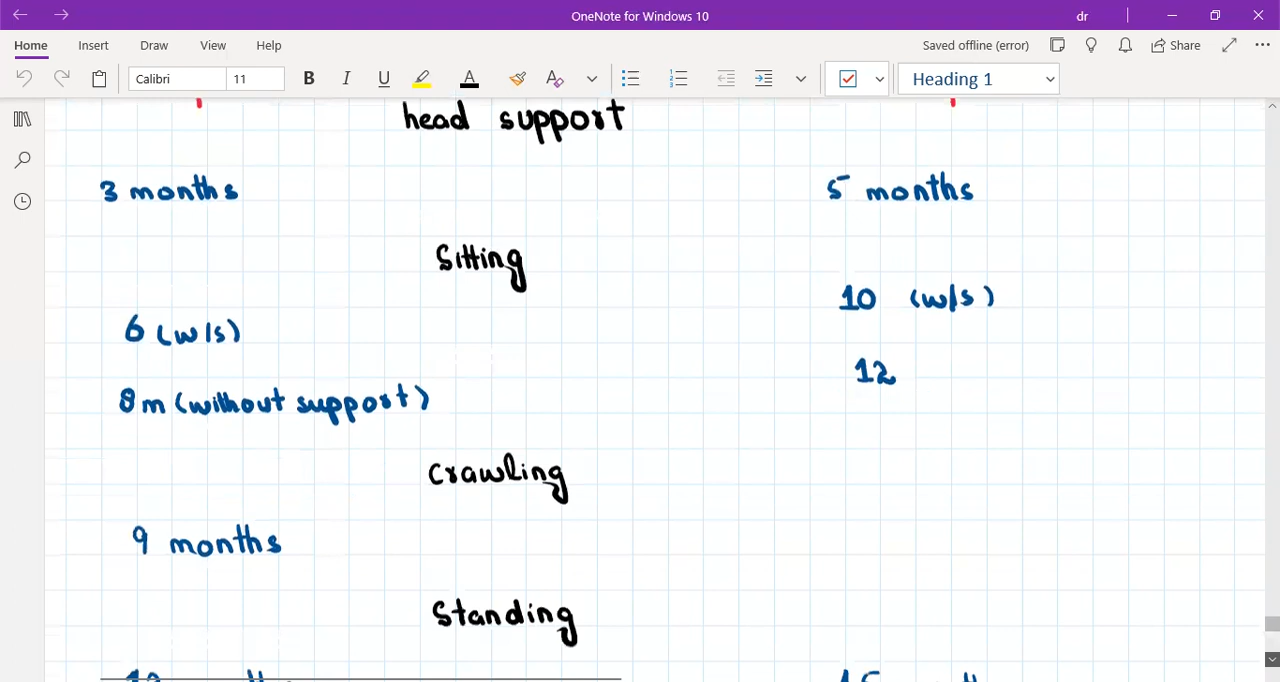 OneNote for Windows 10
dr
Home Insert Draw View Help
Saved offline (error)
Share
Calibri 11 B I U A A
Heading 1
head support
3 months 5 months
Sitting
10 (w/s)
6 (w/s)
12
8m (without support)
Crawling
9 months
Standing